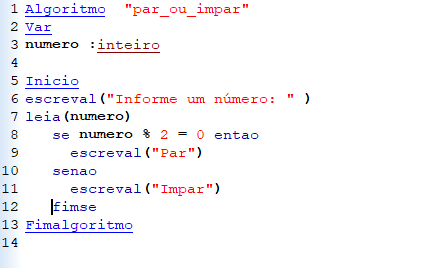 1 Algoritmo "par_ou_impar"
2 Var
3 numero :inteiro
4
5 Inicio
6 escreval("Informe um número: " )
7 leia(numero)
8 se numero % 2 = 0 entao
9 escreval("Par")
10 senao
11 escreval("Impar")
12 fimse
13 Fimalgoritmo
14